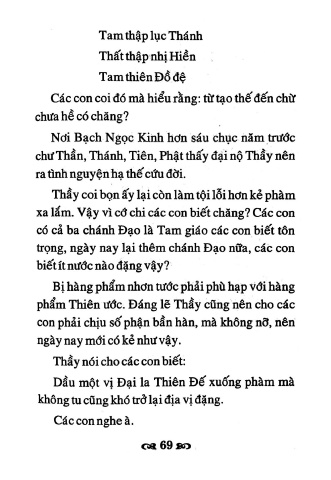 Tam thập lục Thánh
Thất thập nhị Hiền
Tam thiên Đồ đệ
Các con coi đó mà hiểu rằng: từ tạo thế đến chừ
chưa hề có chăng?
Nơi Bạch Ngọc Kinh hơn sáu chục năm trước
chư Thần, Thánh, Tiên, Phật thấy đại nộ Thầy nên
ra tình nguyện hạ thế cứu đời.
Thầy coi bọn ấy lại còn làm tội lỗi hơn kẻ phàm
xa lắm. Vậy vì cớ chi các con biết chăng? Các con
có cả ba chánh Đạo là Tam giáo các con biết tôn
trọng, ngày nay lại thêm chánh Đạo nữa, các con
biết ít nước nào đặng vậy?
Bị hàng phẩm nhơn tước phải phù hạp với hàng
phẩm Thiên ước. Đáng lẽ Thầy cũng nên cho các
con phải chịu số phận bần hàn, mà không nỡ, nên
ngày nay mới có kẻ như vậy.
Thầy nói cho các con biết:
Dầu một vị Đại la Thiên Đế xuống phàm mà
không tu cũng khó trở lại địa vị đặng.
Các con nghe à.
69